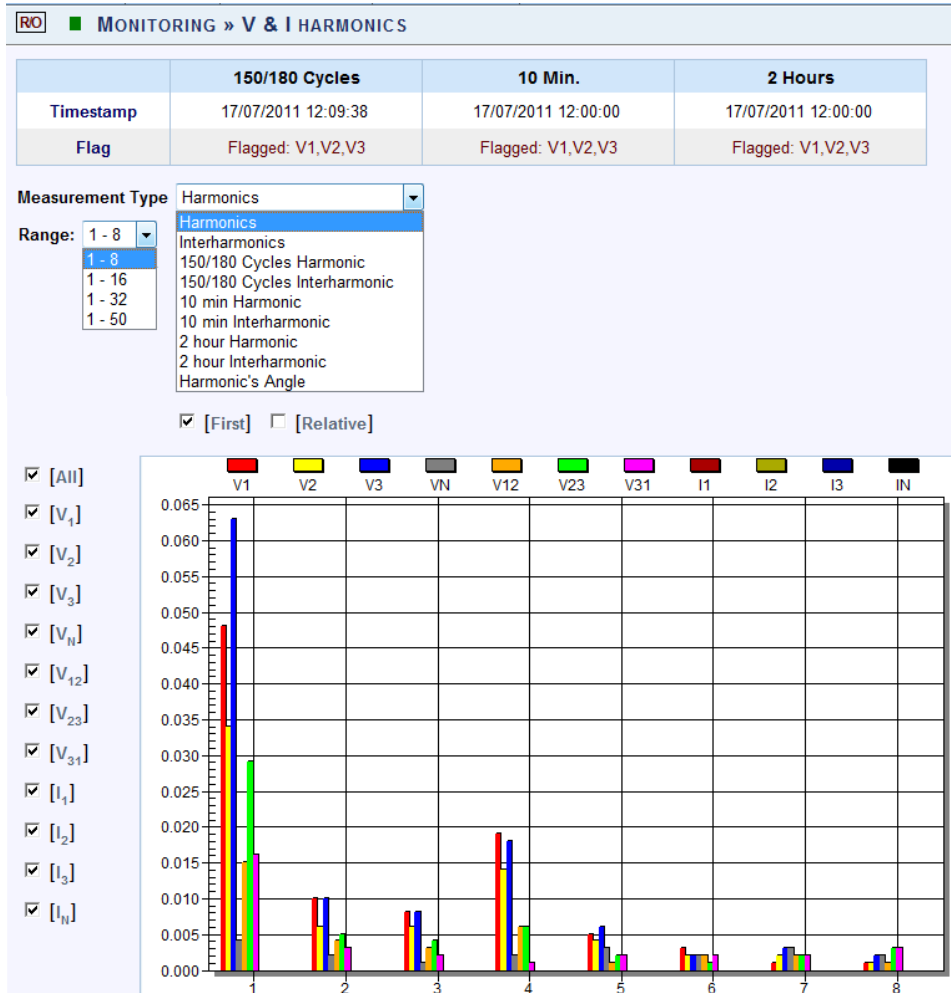 R/O MONITORING » V & I HARMONICS
150/180 Cycles 10 Min. 2 Hours
Timestamp 17/07/2011 12:09:38 17/07/2011 12:00:00 17/07/2011 12:00:00
Flag Flagged: V1,V2,V3 Flagged: V1,V2,V3 Flagged: V1,V2,V3
Measurement Type Harmonics
Harmonics
Interharmonics
150/180 Cycles Harmonic
150/180 Cycles Interharmonic
10 min Harmonic
10 min Interharmonic
2 hour Harmonic
2 hour Interharmonic
Harmonic's Angle
Range: 1 - 8
1 - 8
1 - 16
1 - 32
1 - 50
[First] [Relative]
[All]
[V1]
[V2]
[V3]
[VN]
[V12]
[V23]
[V31]
[I1]
[I2]
[I3]
[IN]
V1 V2 V3 VN V12 V23 V31 I1 I2 I3 IN
0.065
0.060
0.055
0.050
0.045
0.040
0.035
0.030
0.025
0.020
0.015
0.010
0.005
0.000
1 2 3 4 5 6 7 8